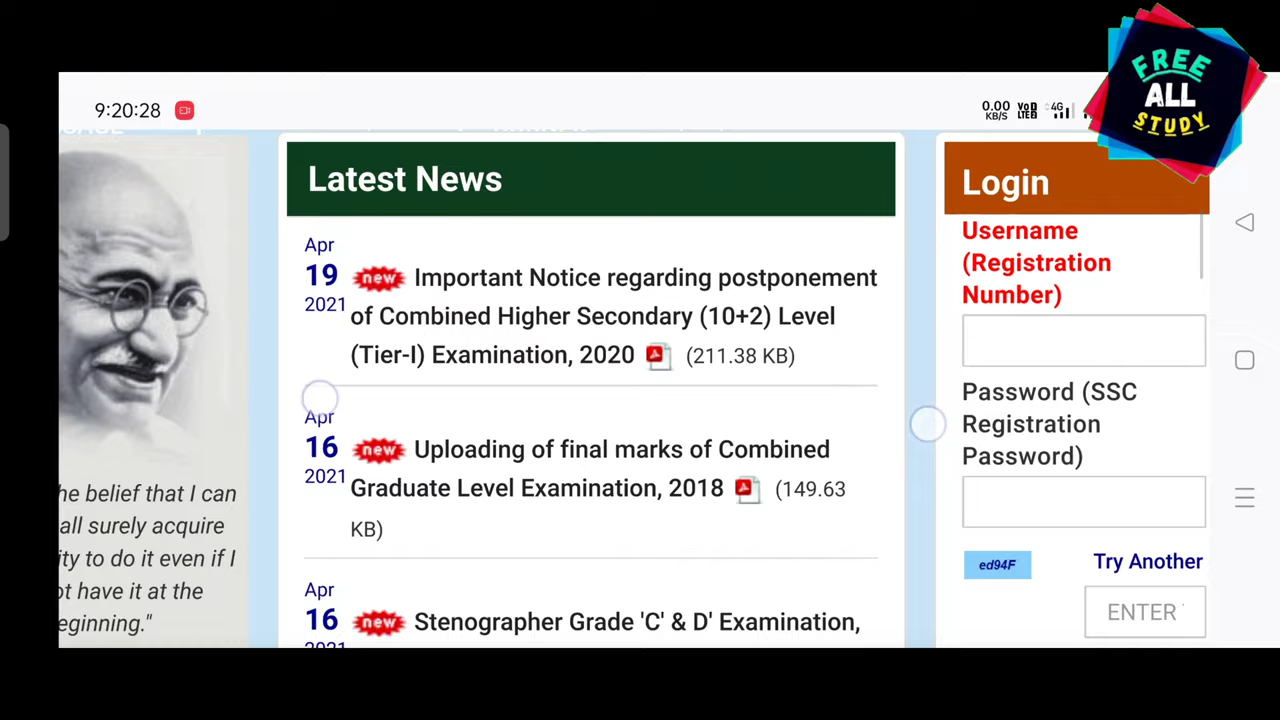 FREE
ALL
STUDY
9:20:28
0.00
KB/S
VoD
LTE2
4G
Latest News
Login
Apr
19
2021
new Important Notice regarding postponement
of Combined Higher Secondary (10+2) Level
(Tier-I) Examination, 2020 (211.38 KB)
Apr
16
2021
new Uploading of final marks of Combined
Graduate Level Examination, 2018 (149.63
KB)
Apr
16
new Stenographer Grade 'C' & D' Examination,
Username
(Registration
Number)
Password (SSC
Registration
Password)
ed94F
Try Another
ENTER
he belief that I can
all surely acquire
ity to do it even if I
ot have it at the
eginning."